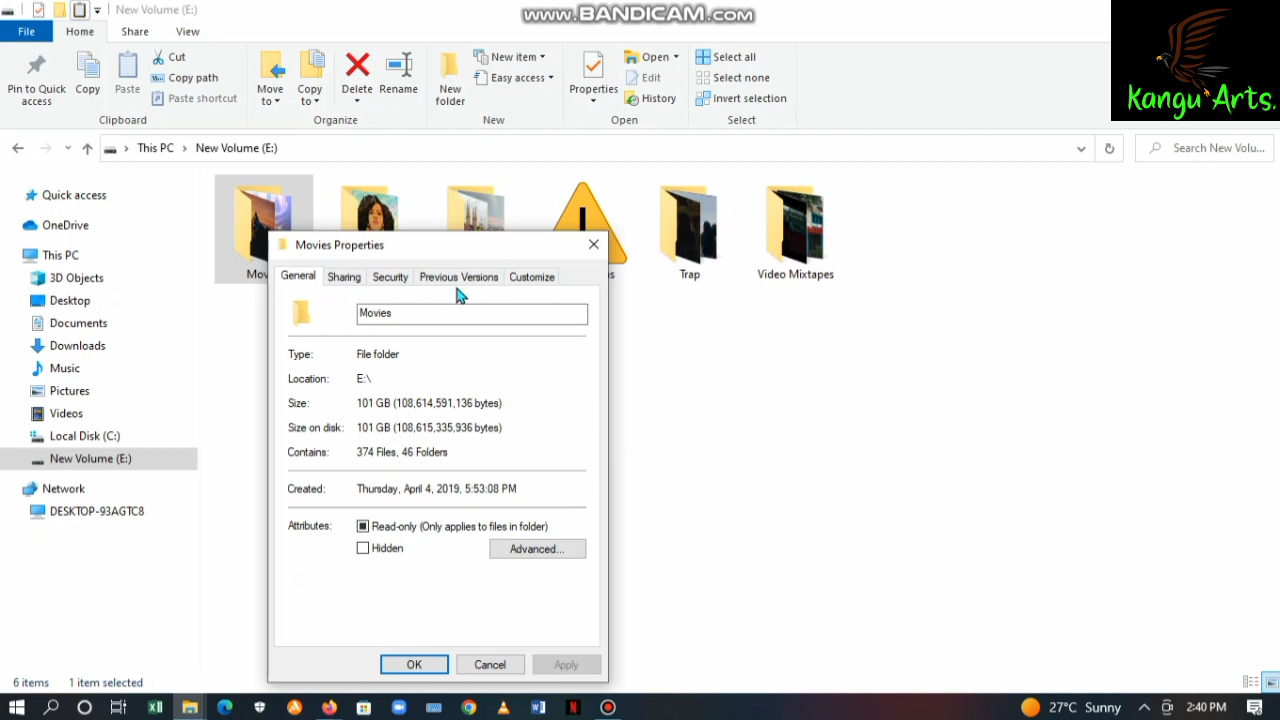 New Volume (E:)
www.BANDICAM.com
Kangu Arts.
File
Home
Share
View
Pin to Quick access
Copy
Paste
Cut
Copy path
Paste shortcut
Clipboard
Move to
Copy to
Delete
Rename
Organize
New folder
New item
Easy access
New
Properties
Open
Edit
History
Open
Select all
Select none
Invert selection
Select
This PC > New Volume (E:)
Search New Volu...
Quick access
OneDrive
This PC
3D Objects
Desktop
Documents
Downloads
Music
Pictures
Videos
Local Disk (C:)
New Volume (E:)
Network
DESKTOP-93AGTC8
Trap
Video Mixtapes
Movies Properties
General
Sharing
Security
Previous Versions
Customize
Movies
Type: File folder
Location: E:\
Size: 101 GB (108,614,591,136 bytes)
Size on disk: 101 GB (108,615,335,936 bytes)
Contains: 374 Files, 46 Folders
Created: Thursday, April 4, 2019, 5:53:08 PM
Attributes: Read-only (Only applies to files in folder)
Hidden
Advanced...
OK
Cancel
Apply
6 items
1 item selected
27°C Sunny
2:40 PM